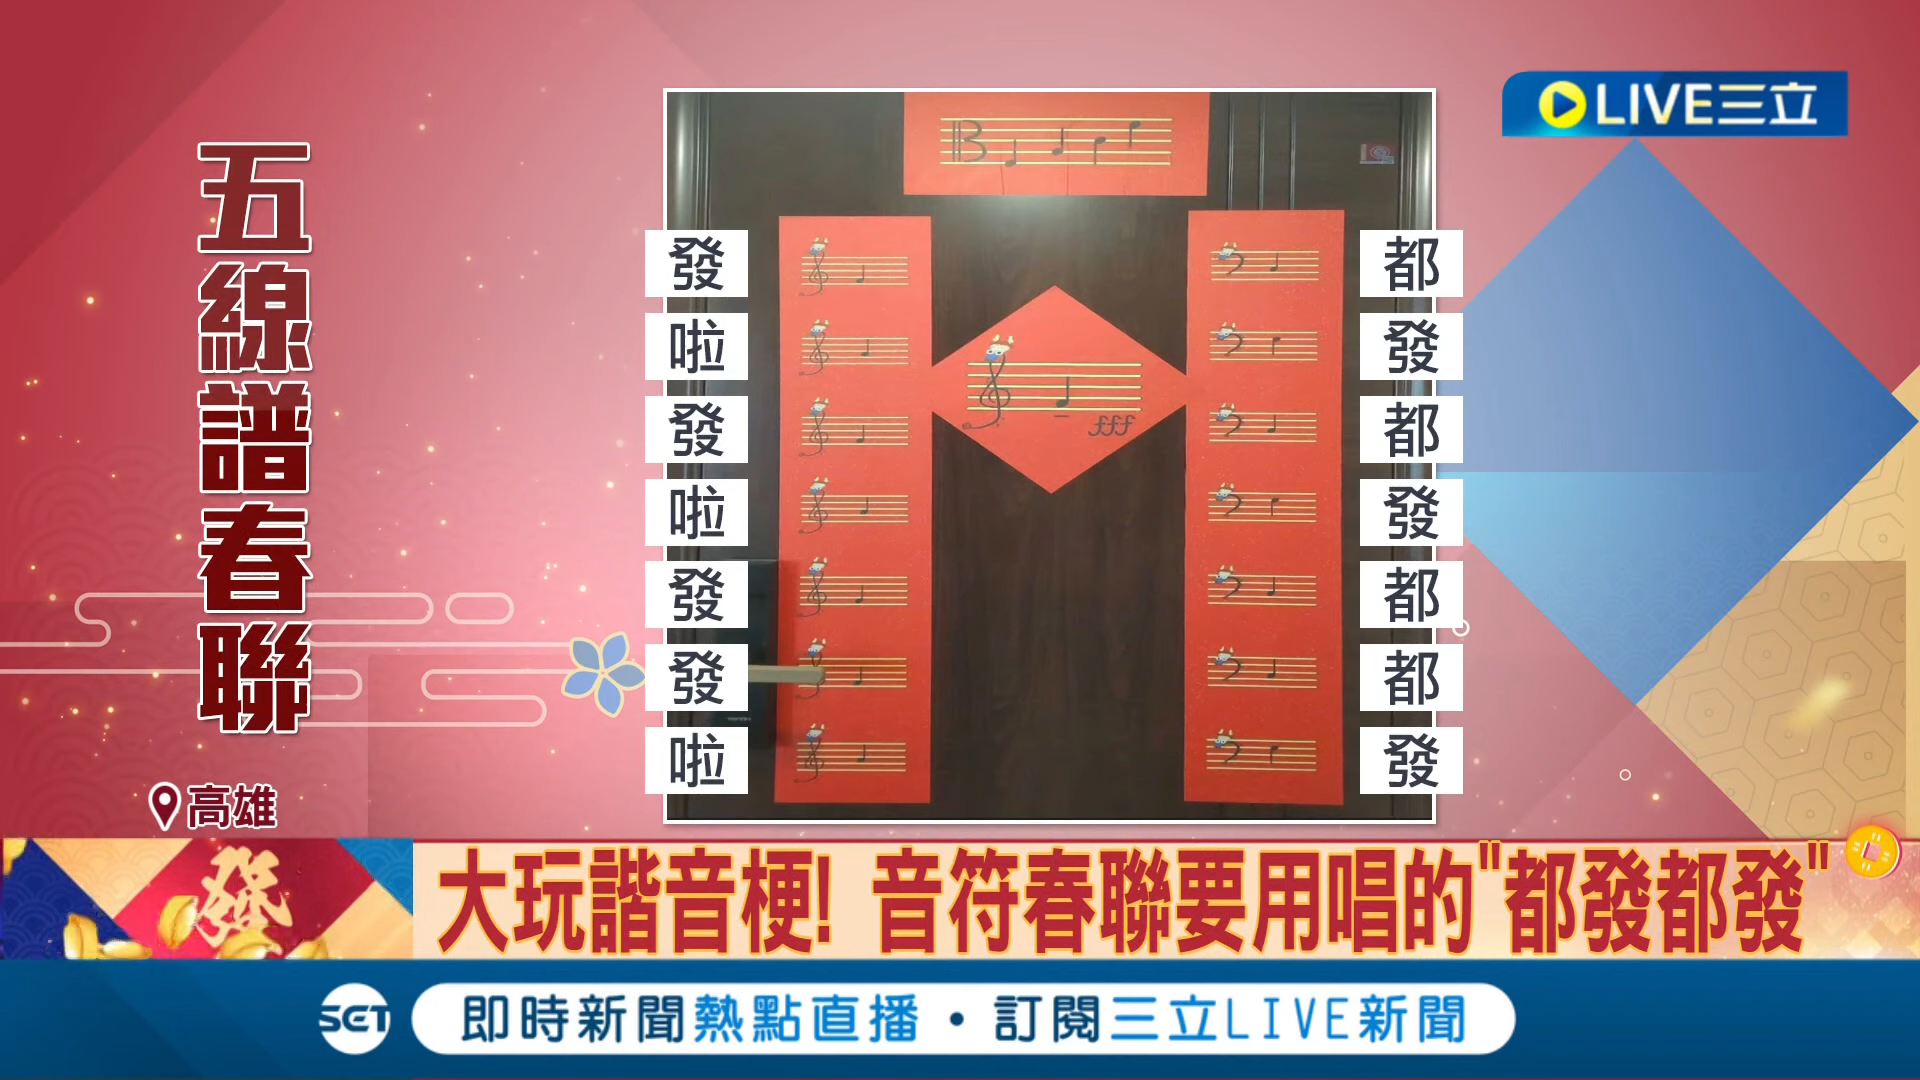 LIVE三立
五線譜春聯
發
啦
發
啦
發
發
啦
都
發
都
發
都
都
發
fff
高雄
發
大玩諧音梗! 音符春聯要用唱的"都發都發"
SET 即時新聞熱點直播・訂閱三立LIVE新聞